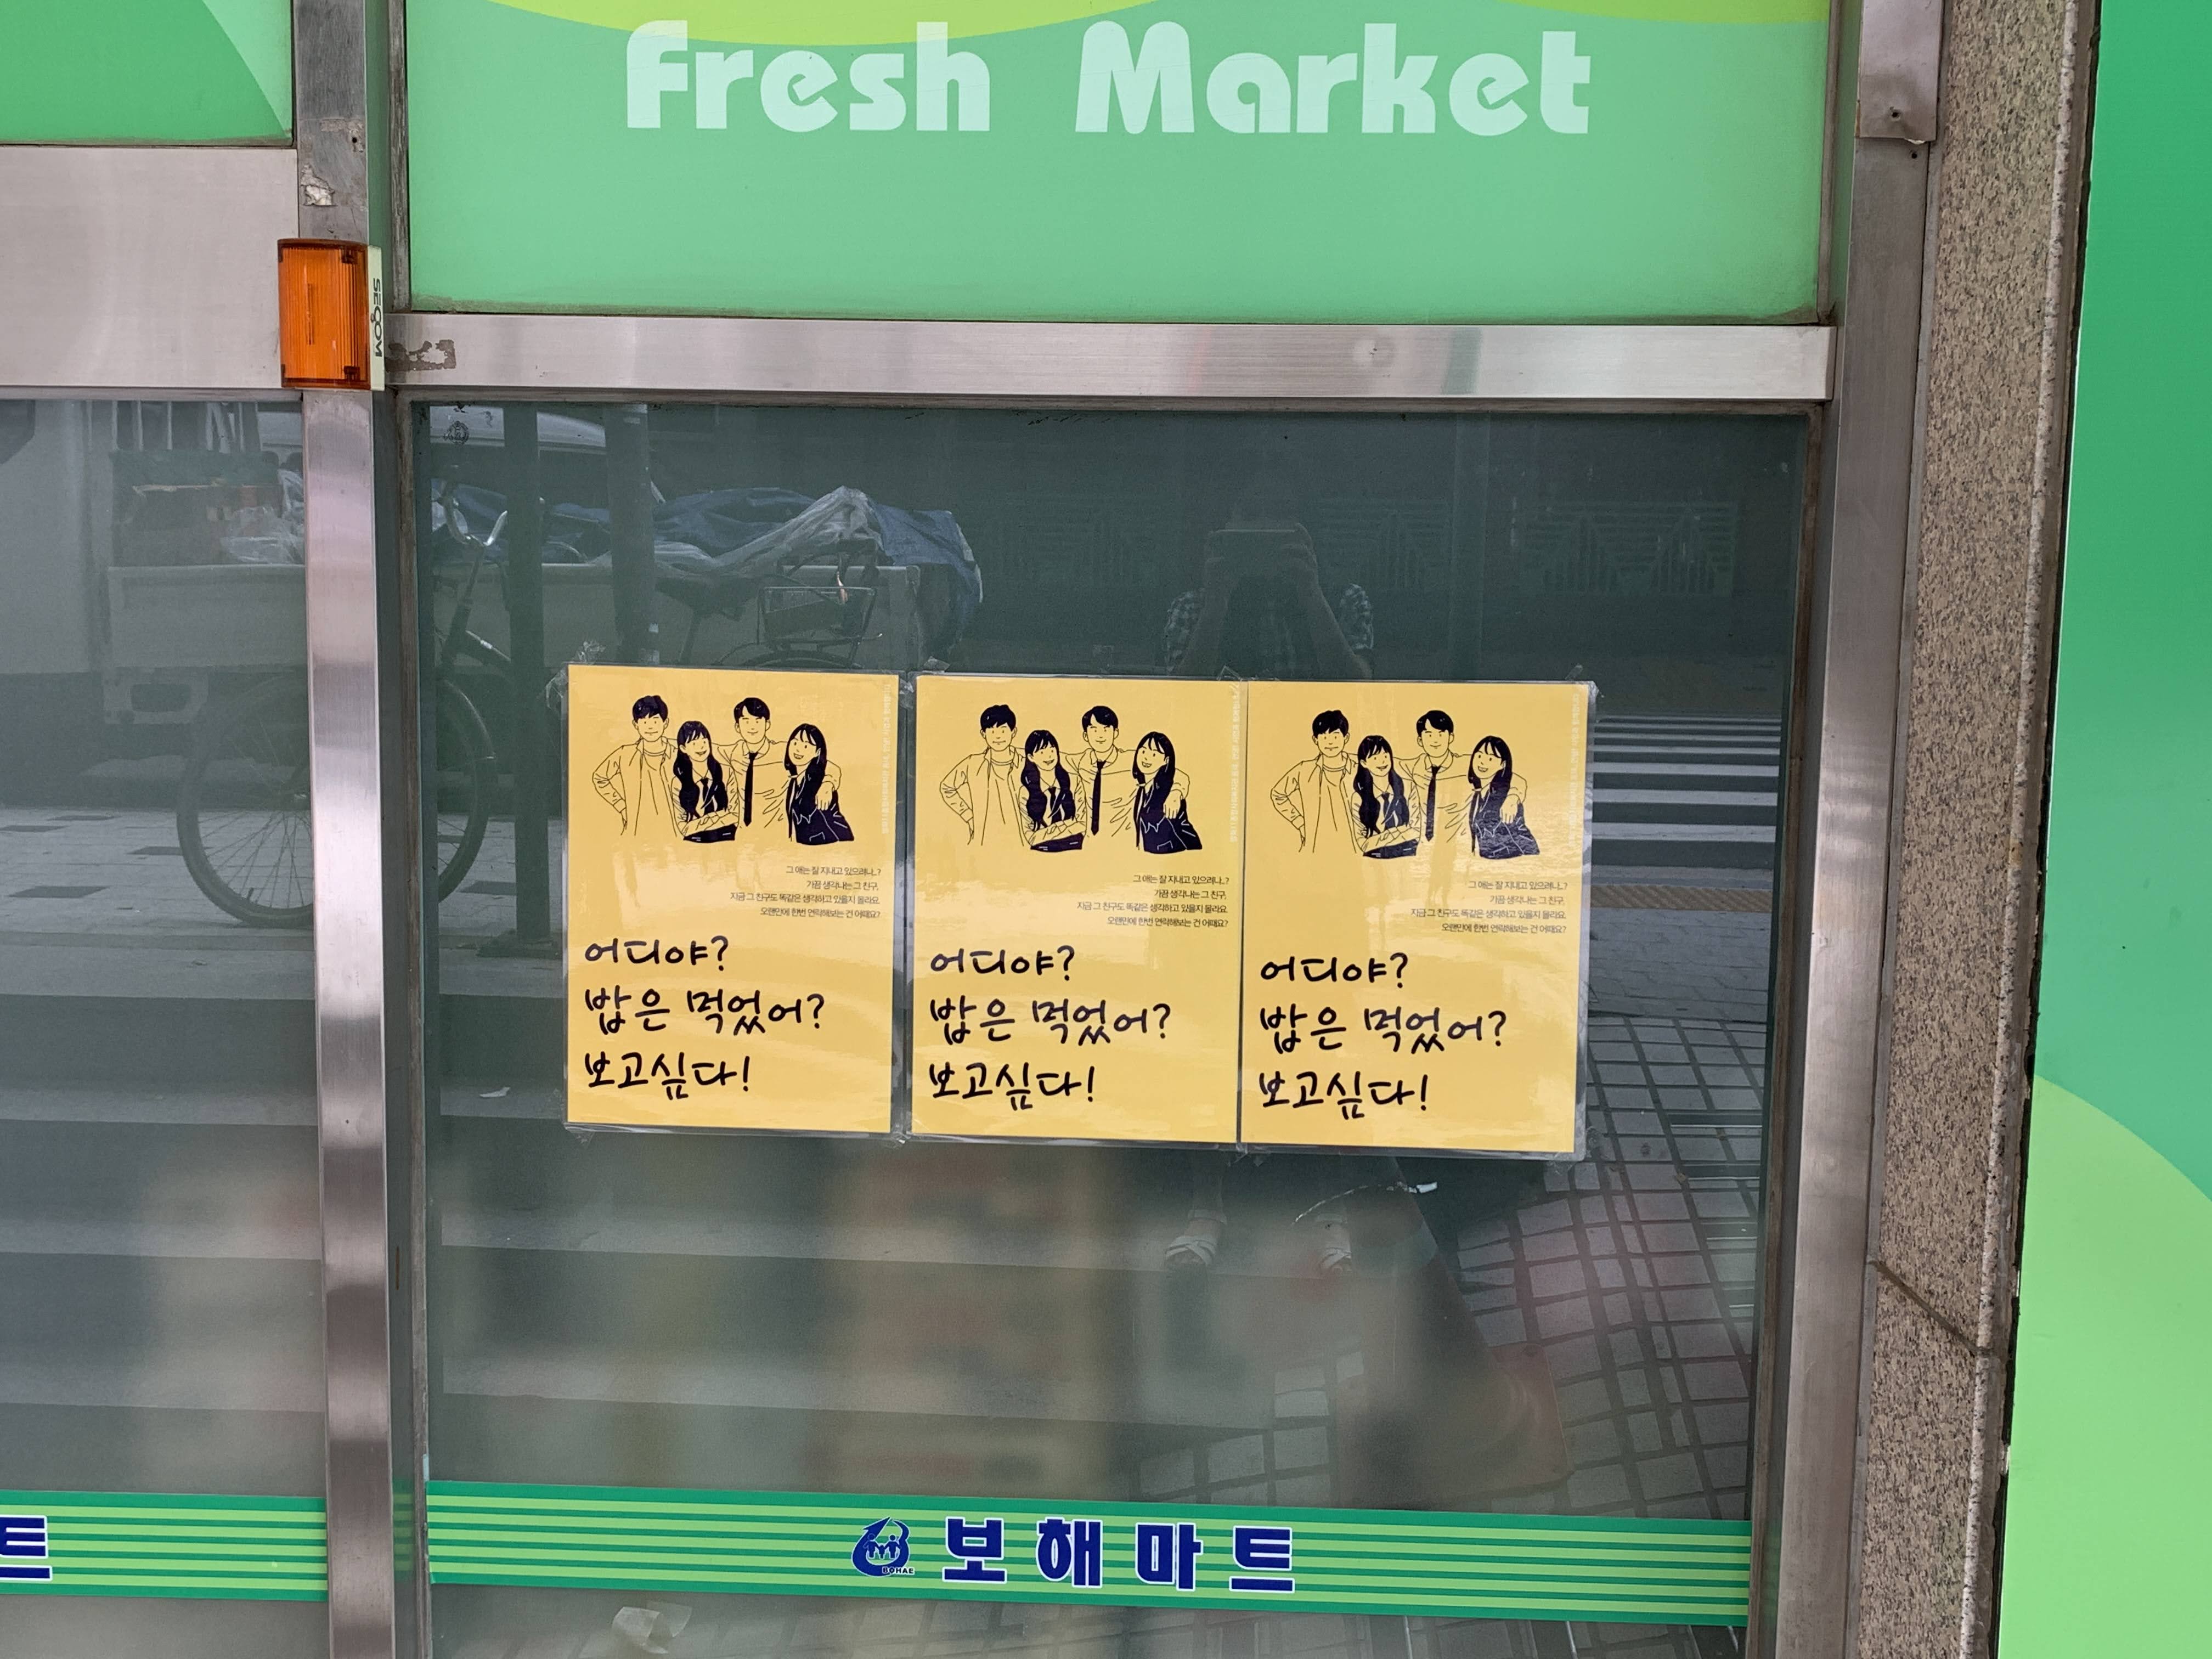 Fresh Market
SECOM
그 애는 잘 지내고 있으려나..?
가끔 생각나는 그 친구,
지금 그 친구도 똑같은 생각하고 있을지 몰라요.
오랜만에 한번 연락해보는 건 어때요?
어디야?
밥은 먹었어?
보고싶다!
그 애는 잘 지내고 있으려나..?
가끔 생각나는 그 친구,
지금 그 친구도 똑같은 생각하고 있을지 몰라요.
오랜만에 한번 연락해보는 건 어때요?
어디야?
밥은 먹었어?
보고싶다!
그 애는 잘 지내고 있으려나..?
가끔 생각나는 그 친구,
지금 그 친구도 똑같은 생각하고 있을지 몰라요.
오랜만에 한번 연락해보는 건 어때요?
어디야?
밥은 먹었어?
보고싶다!
트
BOHAE
보해마트